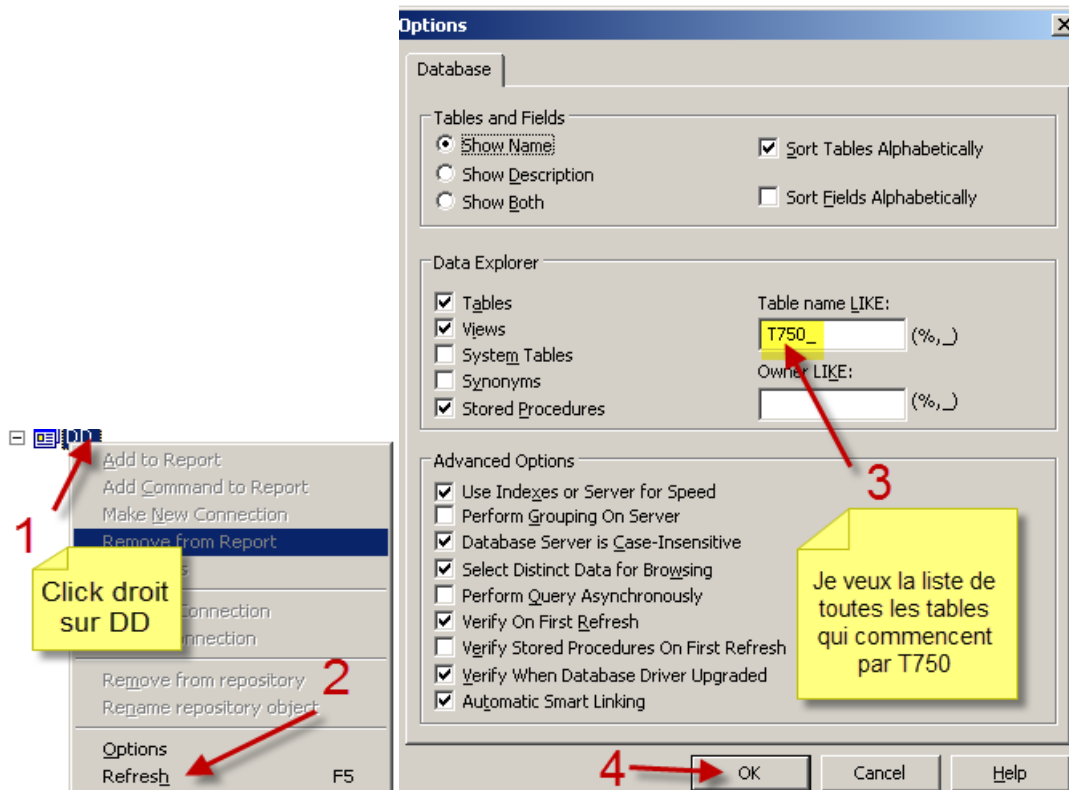 DD
Add to Report
Add Command to Report
Make New Connection
Remove from Report
1
Click droit
sur DD
onnection
nnection
Remove from repository
2
Rename repository object
Options
Refresh F5
Options
Database
Tables and Fields
Show Name
Show Description
Show Both
Sort Tables Alphabetically
Sort Fields Alphabetically
Data Explorer
Tables
Views
System Tables
Synonyms
Stored Procedures
Table name LIKE:
T750_ (%,_)
Owner LIKE:
(%,_)
Advanced Options
Use Indexes or Server for Speed
Perform Grouping On Server
Database Server is Case-Insensitive
Select Distinct Data for Browsing
Perform Query Asynchronously
Verify On First Refresh
Verify Stored Procedures On First Refresh
Verify When Database Driver Upgraded
Automatic Smart Linking
3
Je veux la liste de
toutes les tables
qui commencent
par T750
4
OK Cancel Help